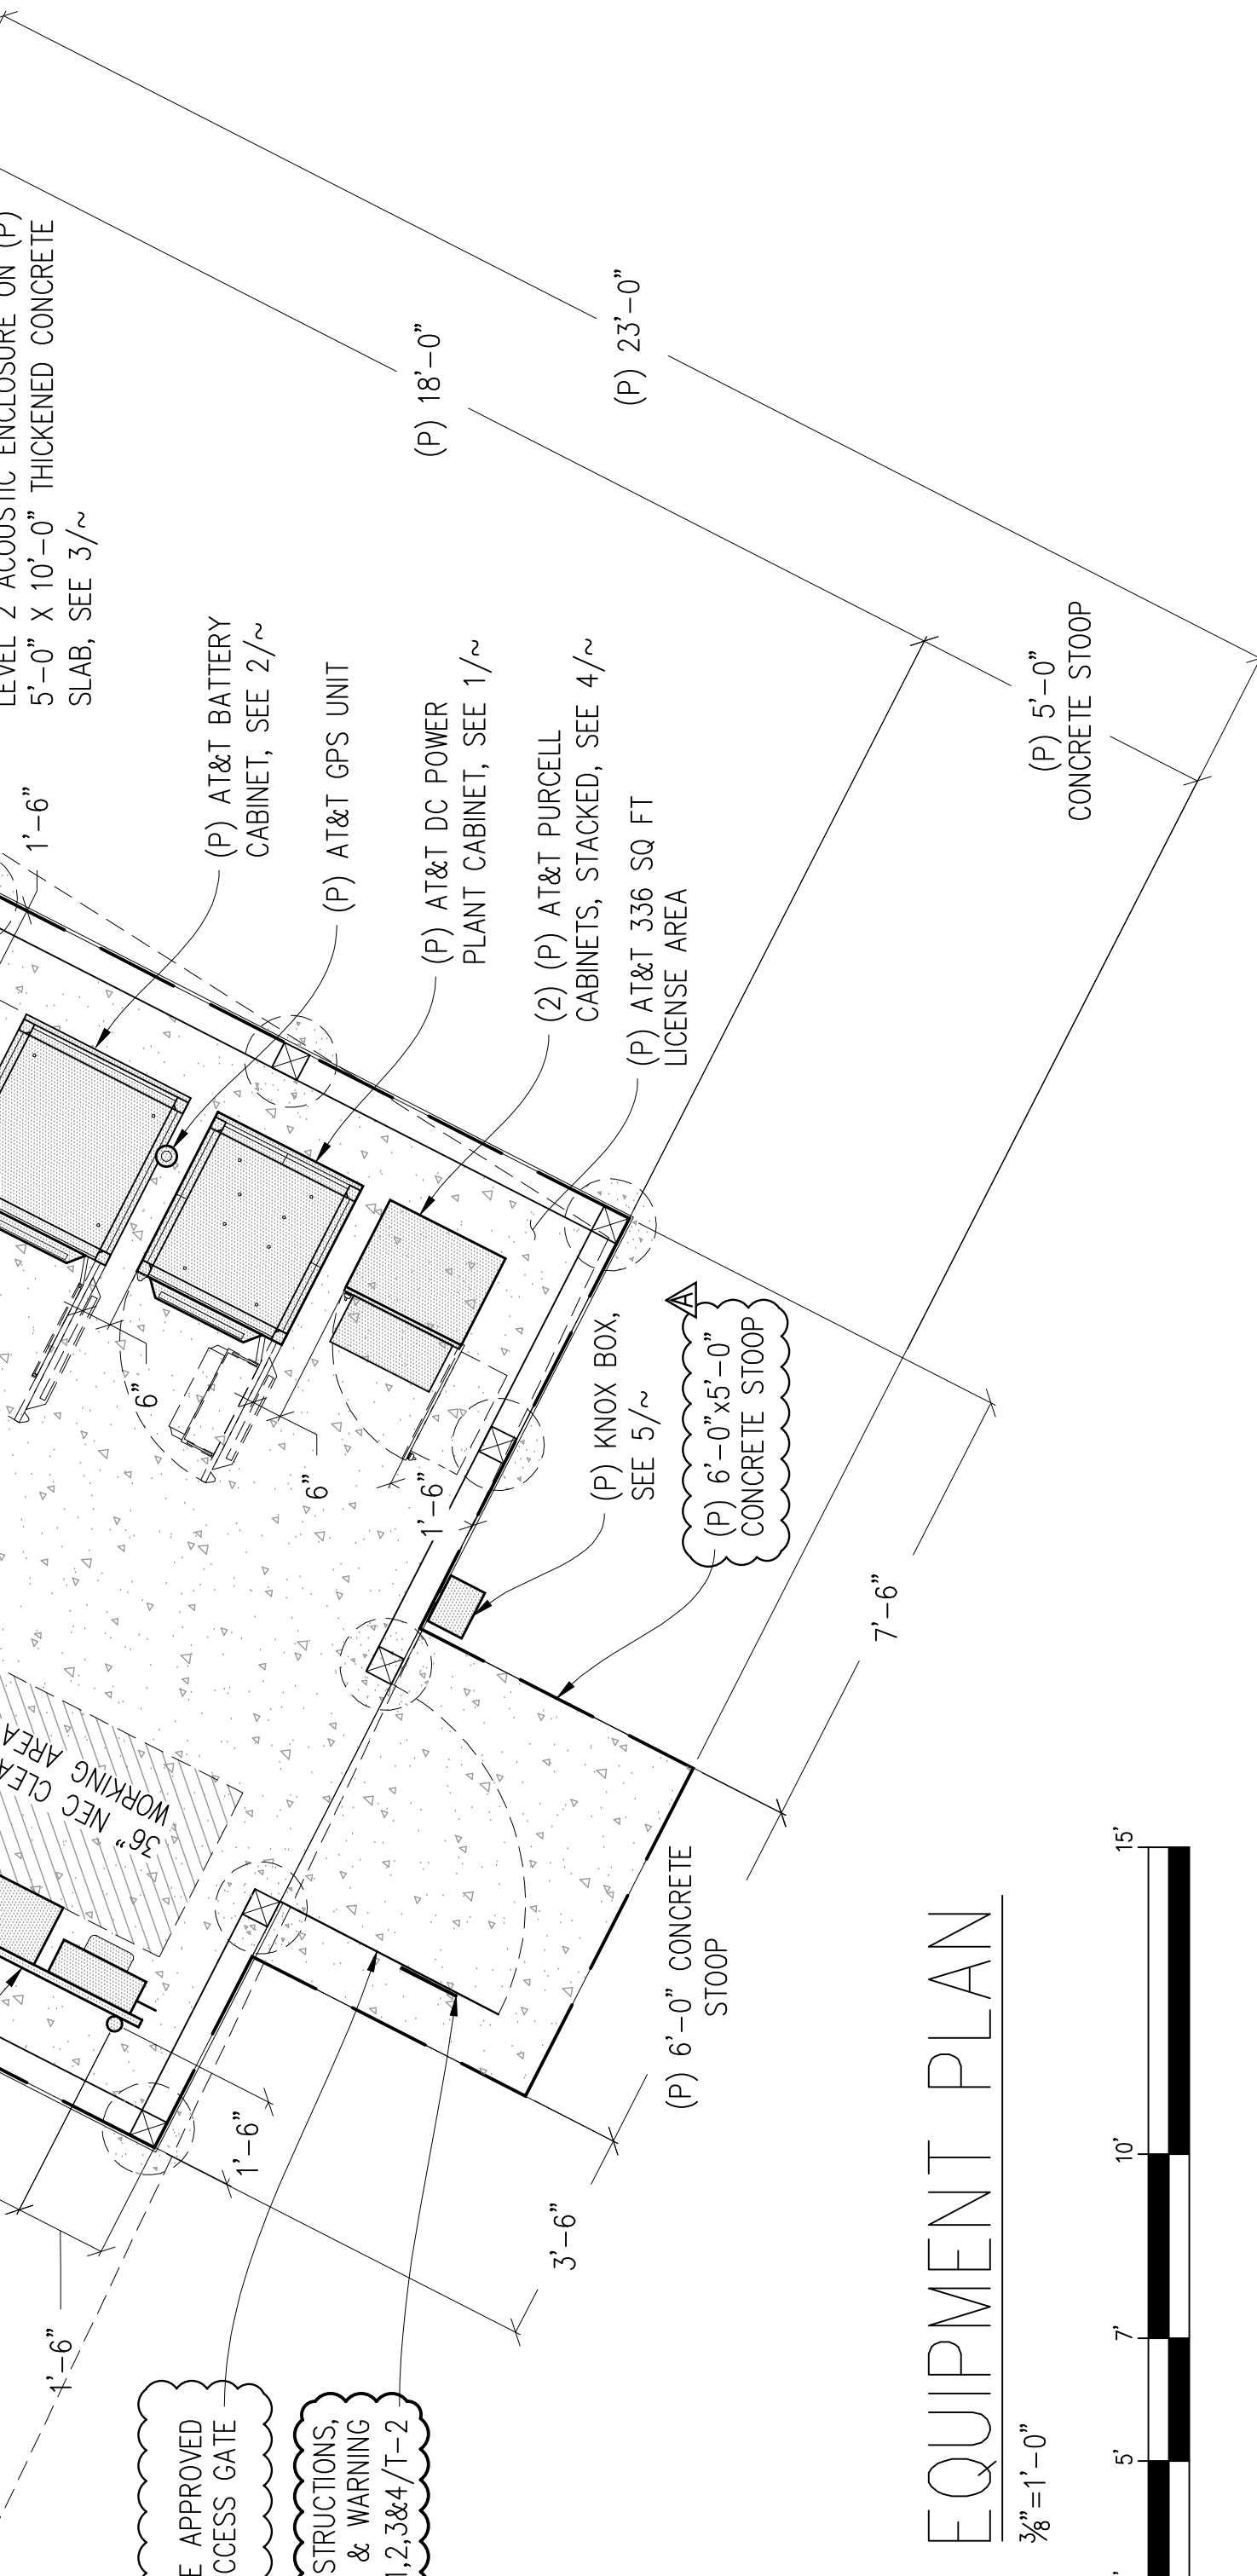 LEVEL 2 ACOUSTIC ENCLOSURE ON (P)
5'-0" X 10'-0" THICKENED CONCRETE
SLAB, SEE 3/~
1'-6"
(P) AT&T BATTERY
CABINET, SEE 2/~
(P) AT&T GPS UNIT
(P) AT&T DC POWER
PLANT CABINET, SEE 1/~
(2) (P) AT&T PURCELL
CABINETS, STACKED, SEE 4/~
(P) AT&T 336 SQ FT
LICENSE AREA
(P) 18'-0"
(P) 23'-0"
(P) 5'-0"
CONCRETE STOOP
6"
6"
1'-6"
(P) KNOX BOX,
SEE 5/~
A
(P) 6'-0"x5'-0"
CONCRETE STOOP
7'-6"
36" NEC
WORKING AREA
(P) 6'-0" CONCRETE
STOOP
1'-6"
3'-6"
1'-6"
APPROVED
GATE
& WARNING
1,2,3&4/T-2
EQUIPMENT PLAN
3/8"=1'-0"
5'
7'
10'
15'